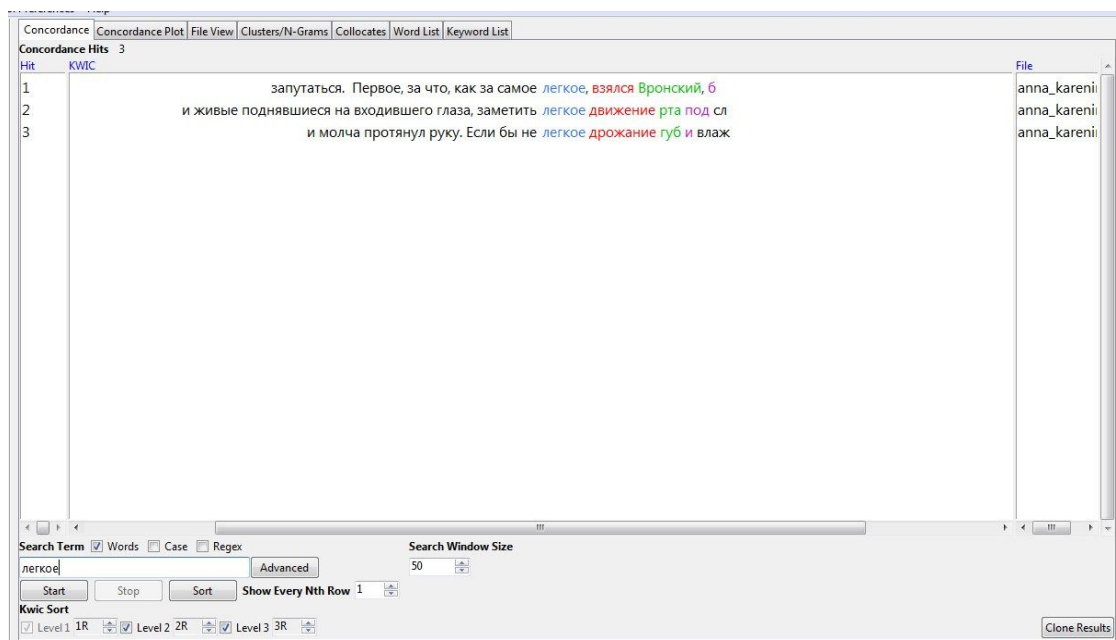 Concordance Concordance Plot File View Clusters/N-Grams Collocates Word List Keyword List
Concordance Hits 3
Hit KWIC File
1 запутаться. Первое, за что, как за самое легкое, взялся Вронский, б anna_kareni
2 и живые поднявшиеся на входившего глаза, заметить легкое движение рта под сл anna_kareni
3 и молча протянул руку. Если бы не легкое дрожание губ и влаж anna_kareni
Search Term Words Case Regex Search Window Size
легкое Advanced 50
Start Stop Sort Show Every Nth Row 1
Kwic Sort
Level 1 1R Level 2 2R Level 3 3R Clone Results